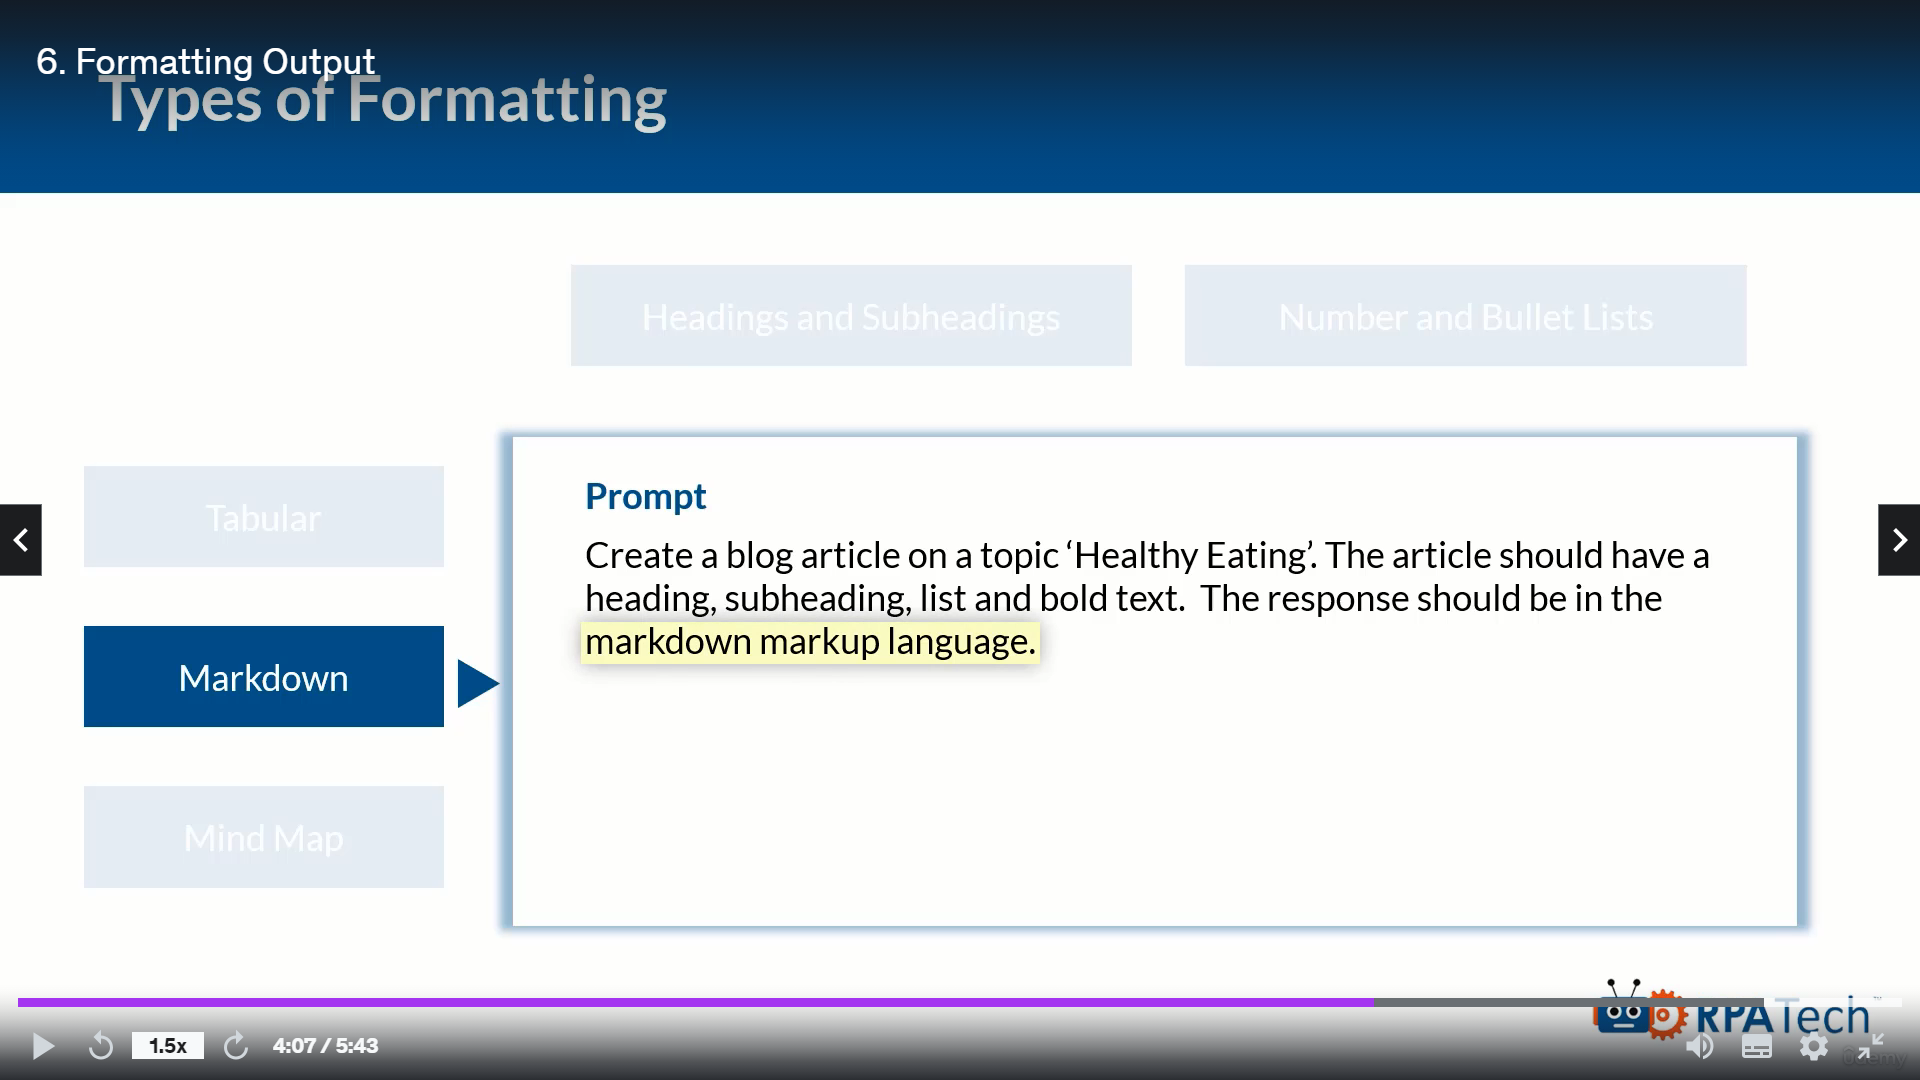 6. Formatting Output
Types of Formatting
Headings and Subheadings
Number and Bullet Lists
Tabular
Markdown
Mind Map
Prompt
Create a blog article on a topic ‘Healthy Eating’. The article should have a
heading, subheading, list and bold text.  The response should be in the
markdown markup language.
RPATech
1.5x
4:07 / 5:43
Udemy